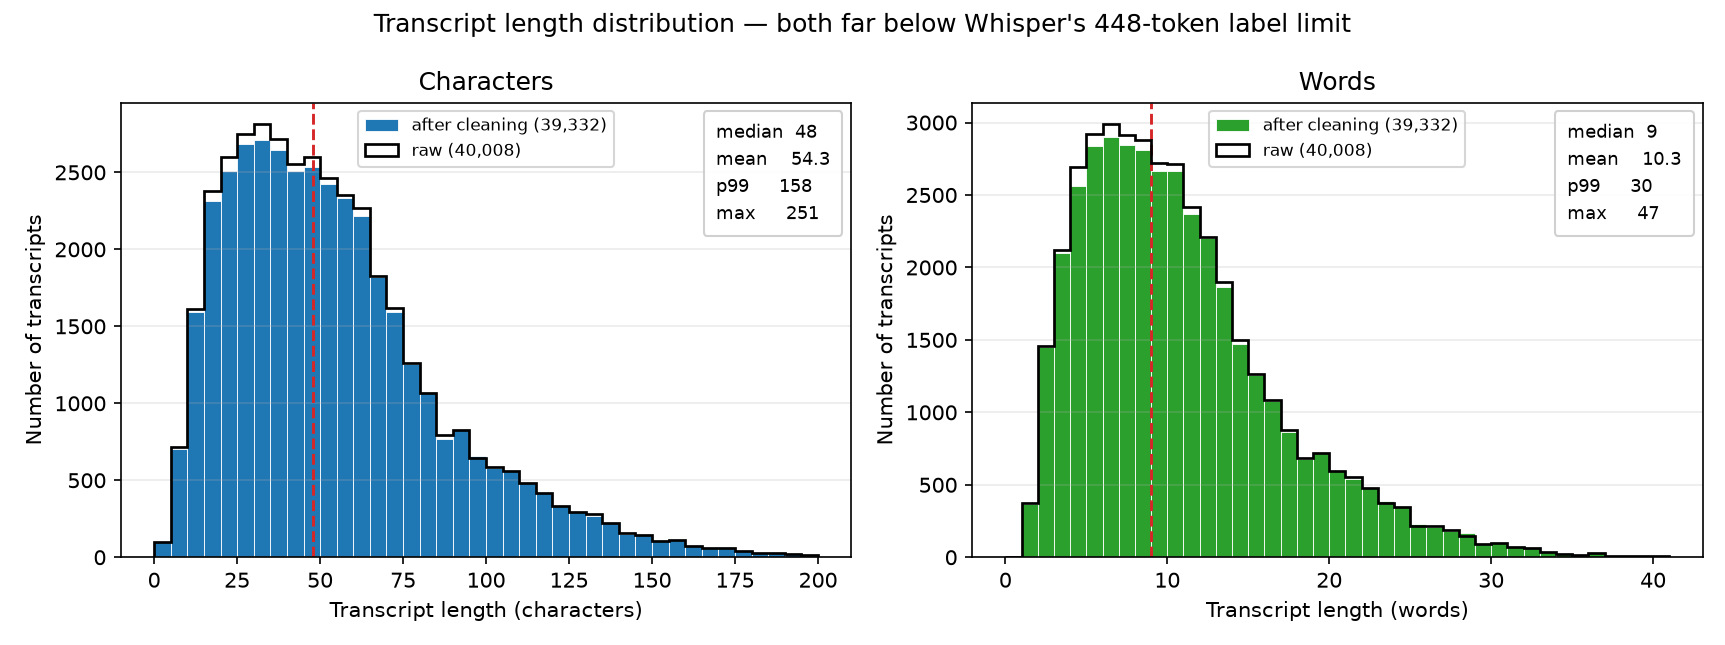 Transcript length distribution — both far below Whisper's 448-token label limit
Characters
after cleaning (39,332)
raw (40,008)
median 48
mean 54.3
p99 158
max 251
Number of transcripts
2500
2000
1500
1000
500
0
0 25 50 75 100 125 150 175 200
Transcript length (characters)
Words
after cleaning (39,332)
raw (40,008)
median 9
mean 10.3
p99 30
max 47
Number of transcripts
3000
2500
2000
1500
1000
500
0
0 10 20 30 40
Transcript length (words)